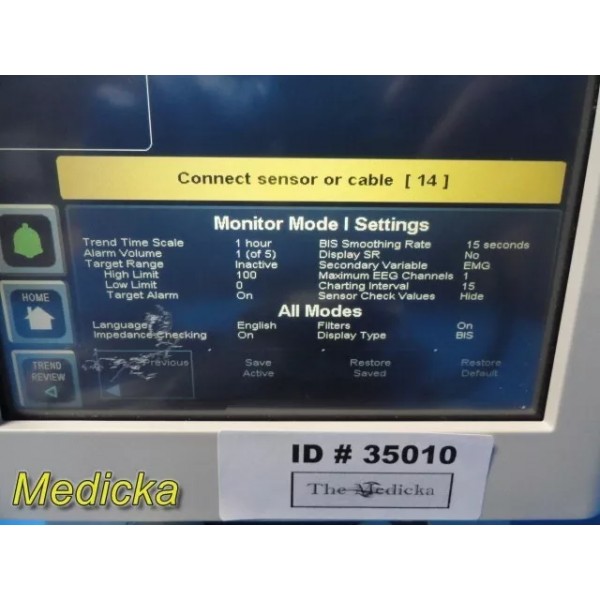 Connect sensor or cable [ 14 ]
Monitor Mode I Settings
Trend Time Scale 1 hour BIS Smoothing Rate 15 seconds
Alarm Volume 1 (of 5) Display SR No
Target Range Inactive Secondary Variable EMG
High Limit 100 Maximum EEG Channels 1
Low Limit 0 Charting Interval 15
Target Alarm On Sensor Check Values Hide
All Modes
Language English Filters On
Impedance Checking On Display Type BIS
HOME
TREND
REVIEW
Previous Save Restore Restore
Active Saved Default
ID # 35010
The Medicka
Medicka